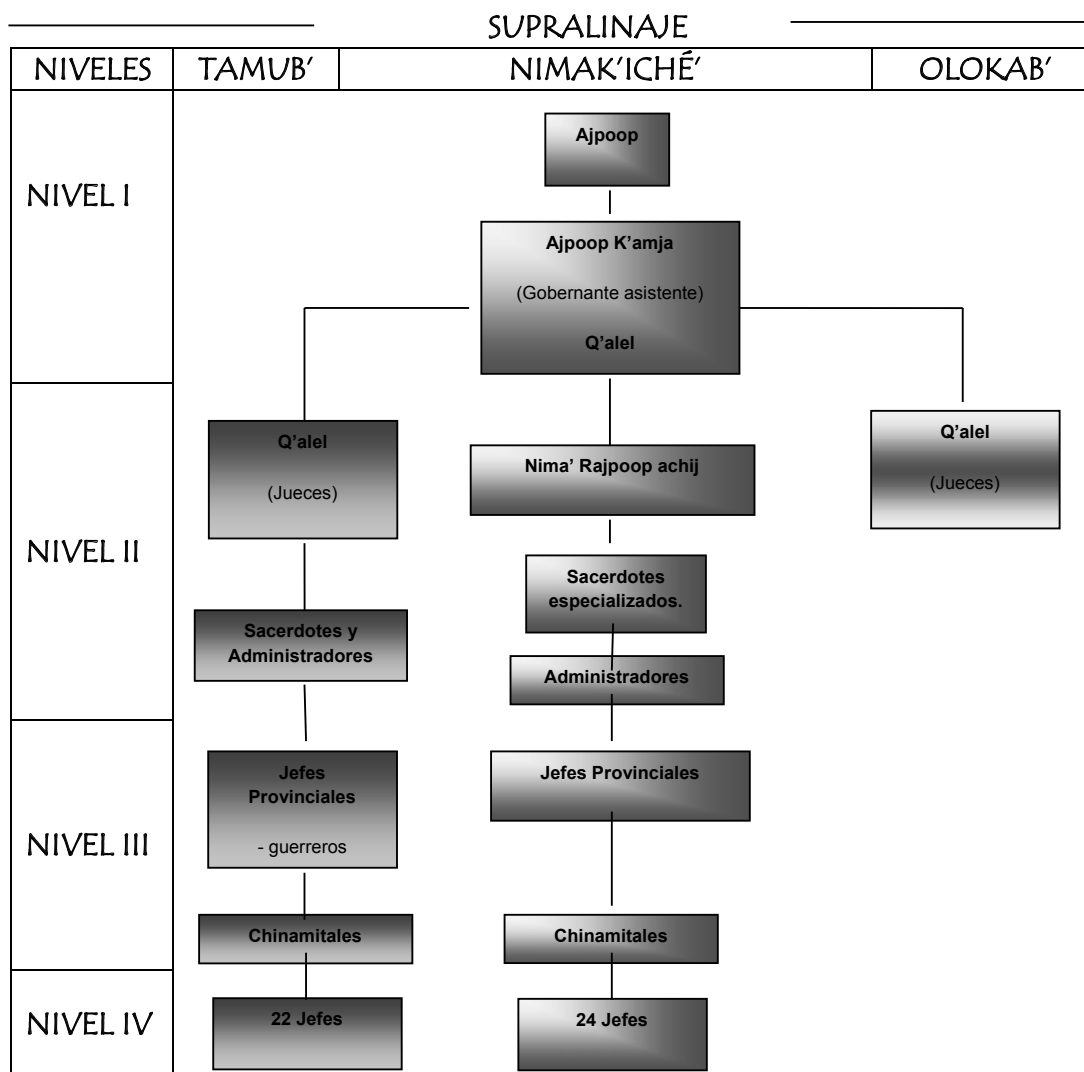 SUPRALINAJE
NIVELES
TAMUB'
NIMAK'ICHÉ'
OLOKAB'
NIVEL I
Ajpoop
Ajpoop K'amja
(Gobernante asistente)
Q'alel
NIVEL II
Q'alel
(Jueces)
Nima' Rajpoop achij
Q'alel
(Jueces)
Sacerdotes
especializados.
Sacerdotes y
Administradores
Administradores
NIVEL III
Jefes
Provinciales
- guerreros
Jefes Provinciales
Chinamitales
Chinamitales
NIVEL IV
22 Jefes
24 Jefes